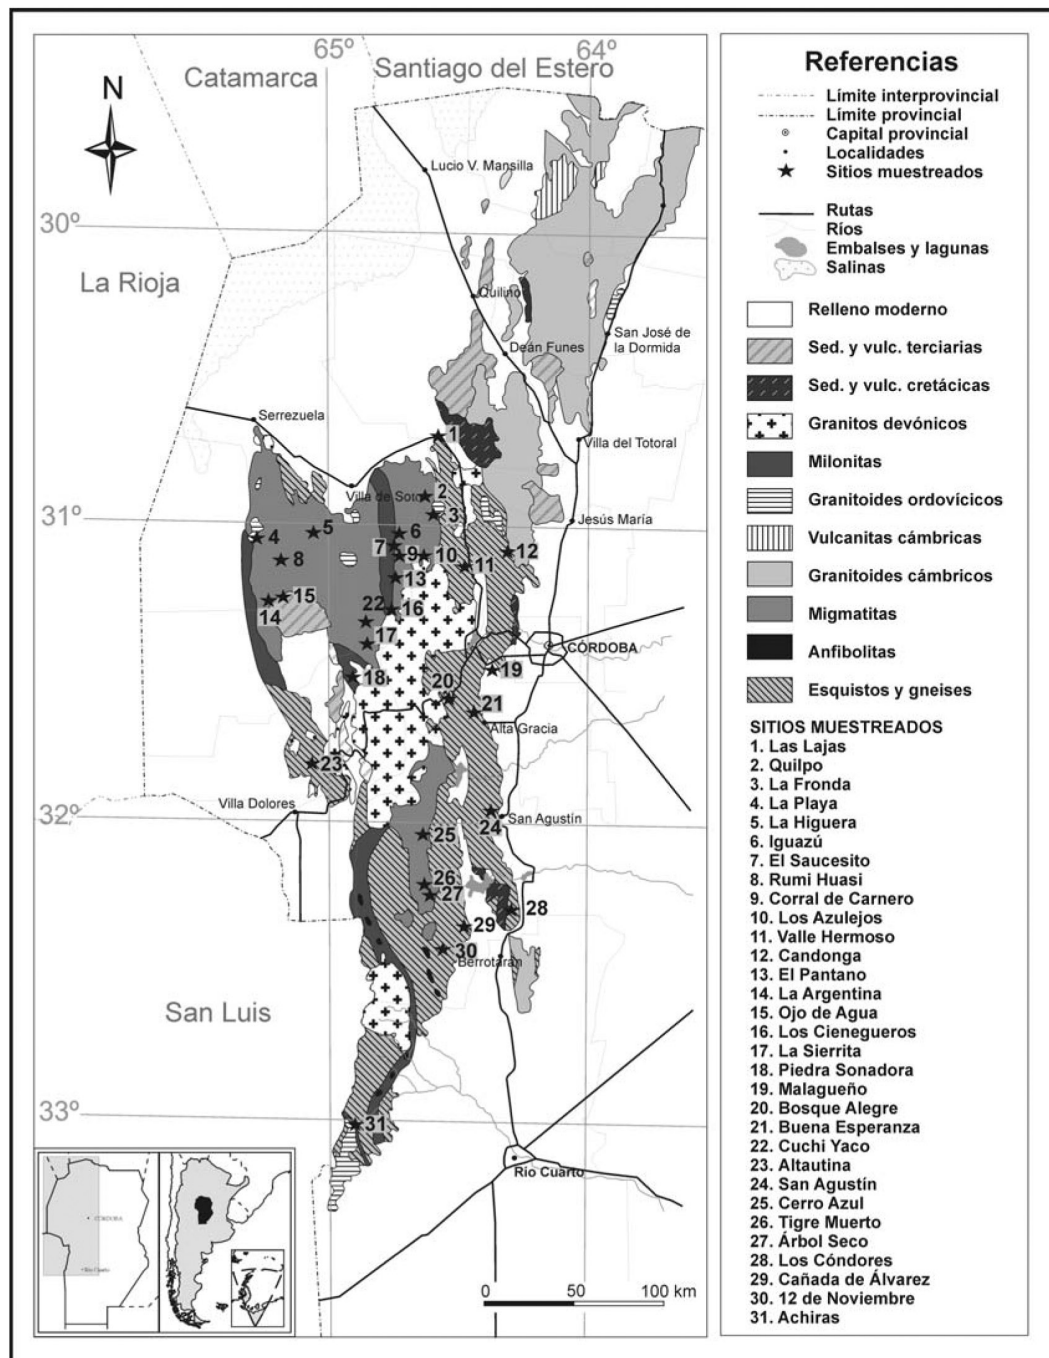 65º
64º
Catamarca
Santiago del Estero
N
Lucio V. Mansilla
30º
La Rioja
Quilino
San José de
la Dormida
Deán Funes
Serrezuela
1
Villa del Totoral
Villa de Soto
2
31º
3
Jesús María
4
5
6
7
8
9
10
11
12
13
14
15
22
16
17
CÓRDOBA
18
19
20
21
Alta Gracia
23
Villa Dolores
32º
24
San Agustín
25
26
27
28
29
30
Berrotarán
San Luis
33º
31
Río Cuarto
CÓRDOBA
Río Cuarto
0 50 100 km
Referencias
Límite interprovincial
Límite provincial
Capital provincial
Localidades
Sitios muestreados
Rutas
Ríos
Embalses y lagunas
Salinas
Relleno moderno
Sed. y vulc. terciarias
Sed. y vulc. cretácicas
Granitos devónicos
Milonitas
Granitoides ordovícicos
Vulcanitas cámbricas
Granitoides cámbricos
Migmatitas
Anfibolitas
Esquistos y gneises
SITIOS MUESTREADOS
1. Las Lajas
2. Quilpo
3. La Fronda
4. La Playa
5. La Higuera
6. Iguazú
7. El Saucesito
8. Rumi Huasi
9. Corral de Carnero
10. Los Azulejos
11. Valle Hermoso
12. Candonga
13. El Pantano
14. La Argentina
15. Ojo de Agua
16. Los Cienegueros
17. La Sierrita
18. Piedra Sonadora
19. Malagueño
20. Bosque Alegre
21. Buena Esperanza
22. Cuchi Yaco
23. Altautina
24. San Agustín
25. Cerro Azul
26. Tigre Muerto
27. Árbol Seco
28. Los Cóndores
29. Cañada de Álvarez
30. 12 de Noviembre
31. Achiras